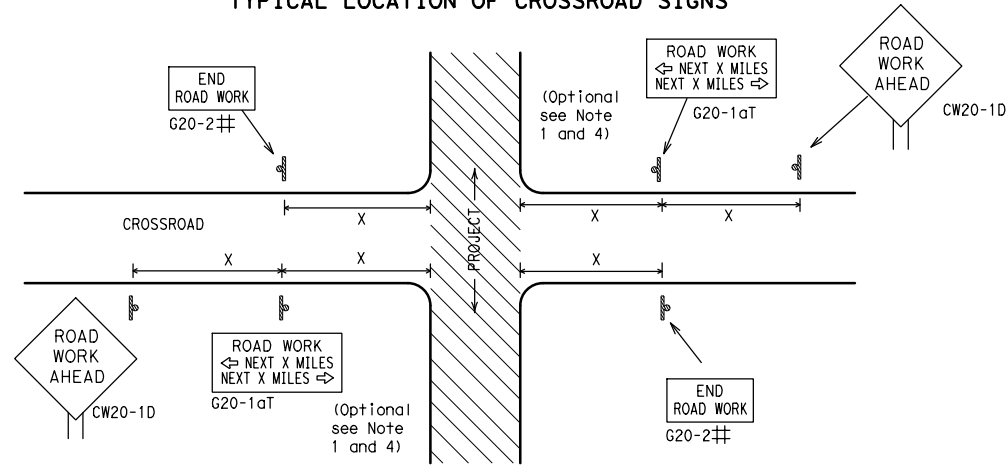 TYPICAL LOCATION OF CROSSROAD SIGNS
END
ROAD WORK
G20-2#
(Optional
see Note
1 and 4)
ROAD WORK
⇦ NEXT X MILES
NEXT X MILES ⇨
G20-1aT
ROAD
WORK
AHEAD
CW20-1D
X
X
X
CROSSROAD
PROJECT
X
X
X
ROAD
WORK
AHEAD
CW20-1D
ROAD WORK
⇦ NEXT X MILES
NEXT X MILES ⇨
G20-1aT
(Optional
see Note
1 and 4)
END
ROAD WORK
G20-2#